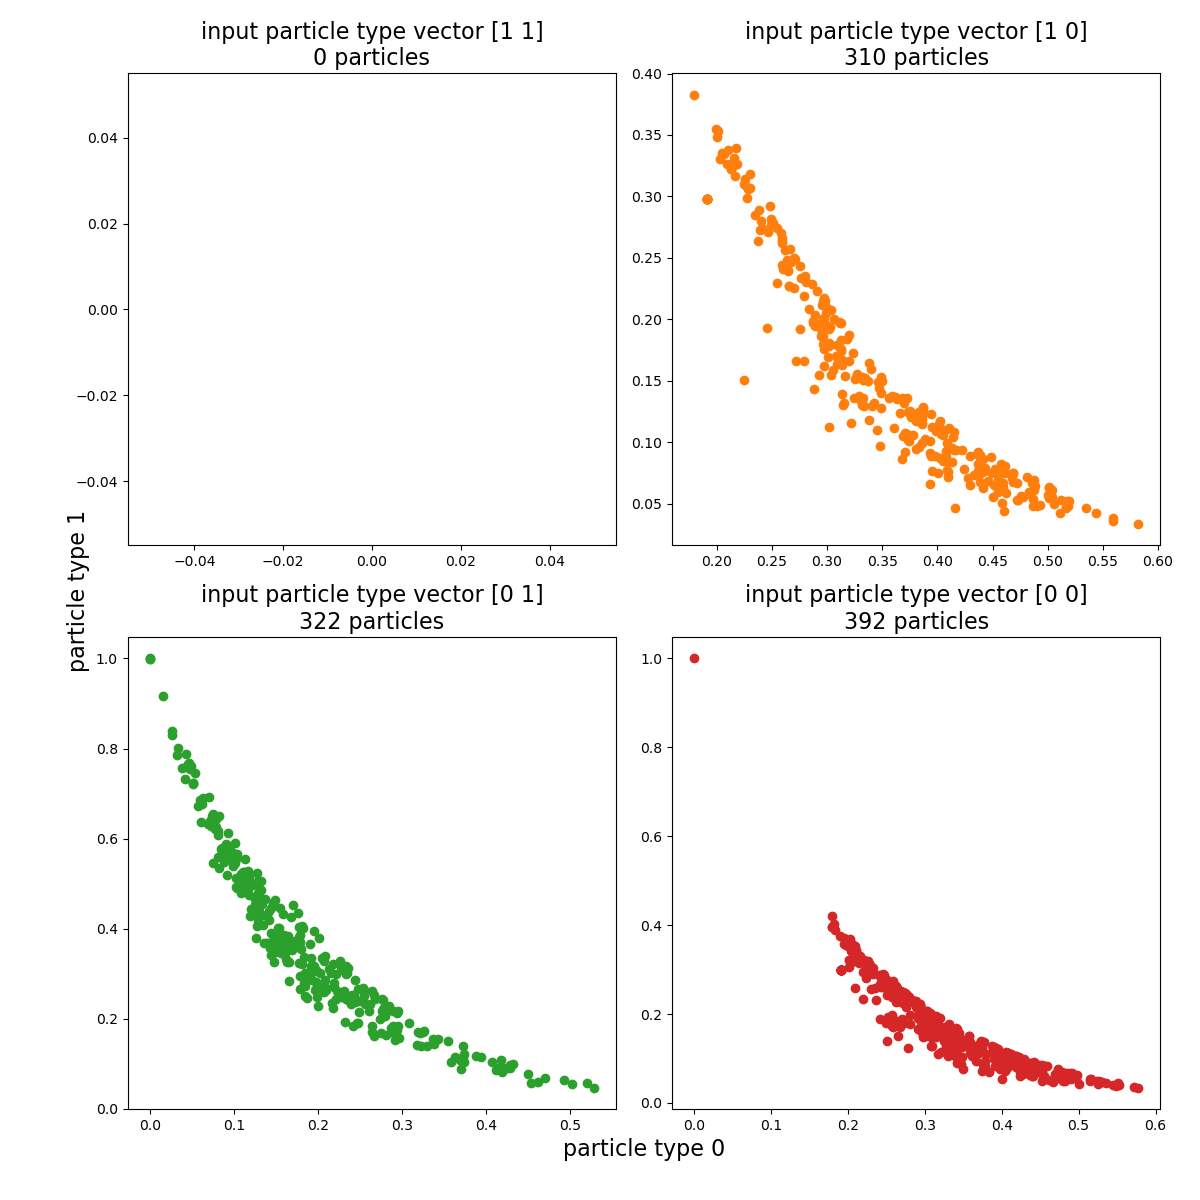 input particle type vector [1 1]
0 particles
0.04
0.02
0.00
−0.02
−0.04
−0.04 −0.02 0.00 0.02 0.04
input particle type vector [1 0]
310 particles
0.40
0.35
0.30
0.25
0.20
0.15
0.10
0.05
0.20 0.25 0.30 0.35 0.40 0.45 0.50 0.55 0.60
particle type 1
input particle type vector [0 1]
322 particles
1.0
0.8
0.6
0.4
0.2
0.0
0.0 0.1 0.2 0.3 0.4 0.5
input particle type vector [0 0]
392 particles
1.0
0.8
0.6
0.4
0.2
0.0
0.0 0.1 0.2 0.3 0.4 0.5 0.6
particle type 0